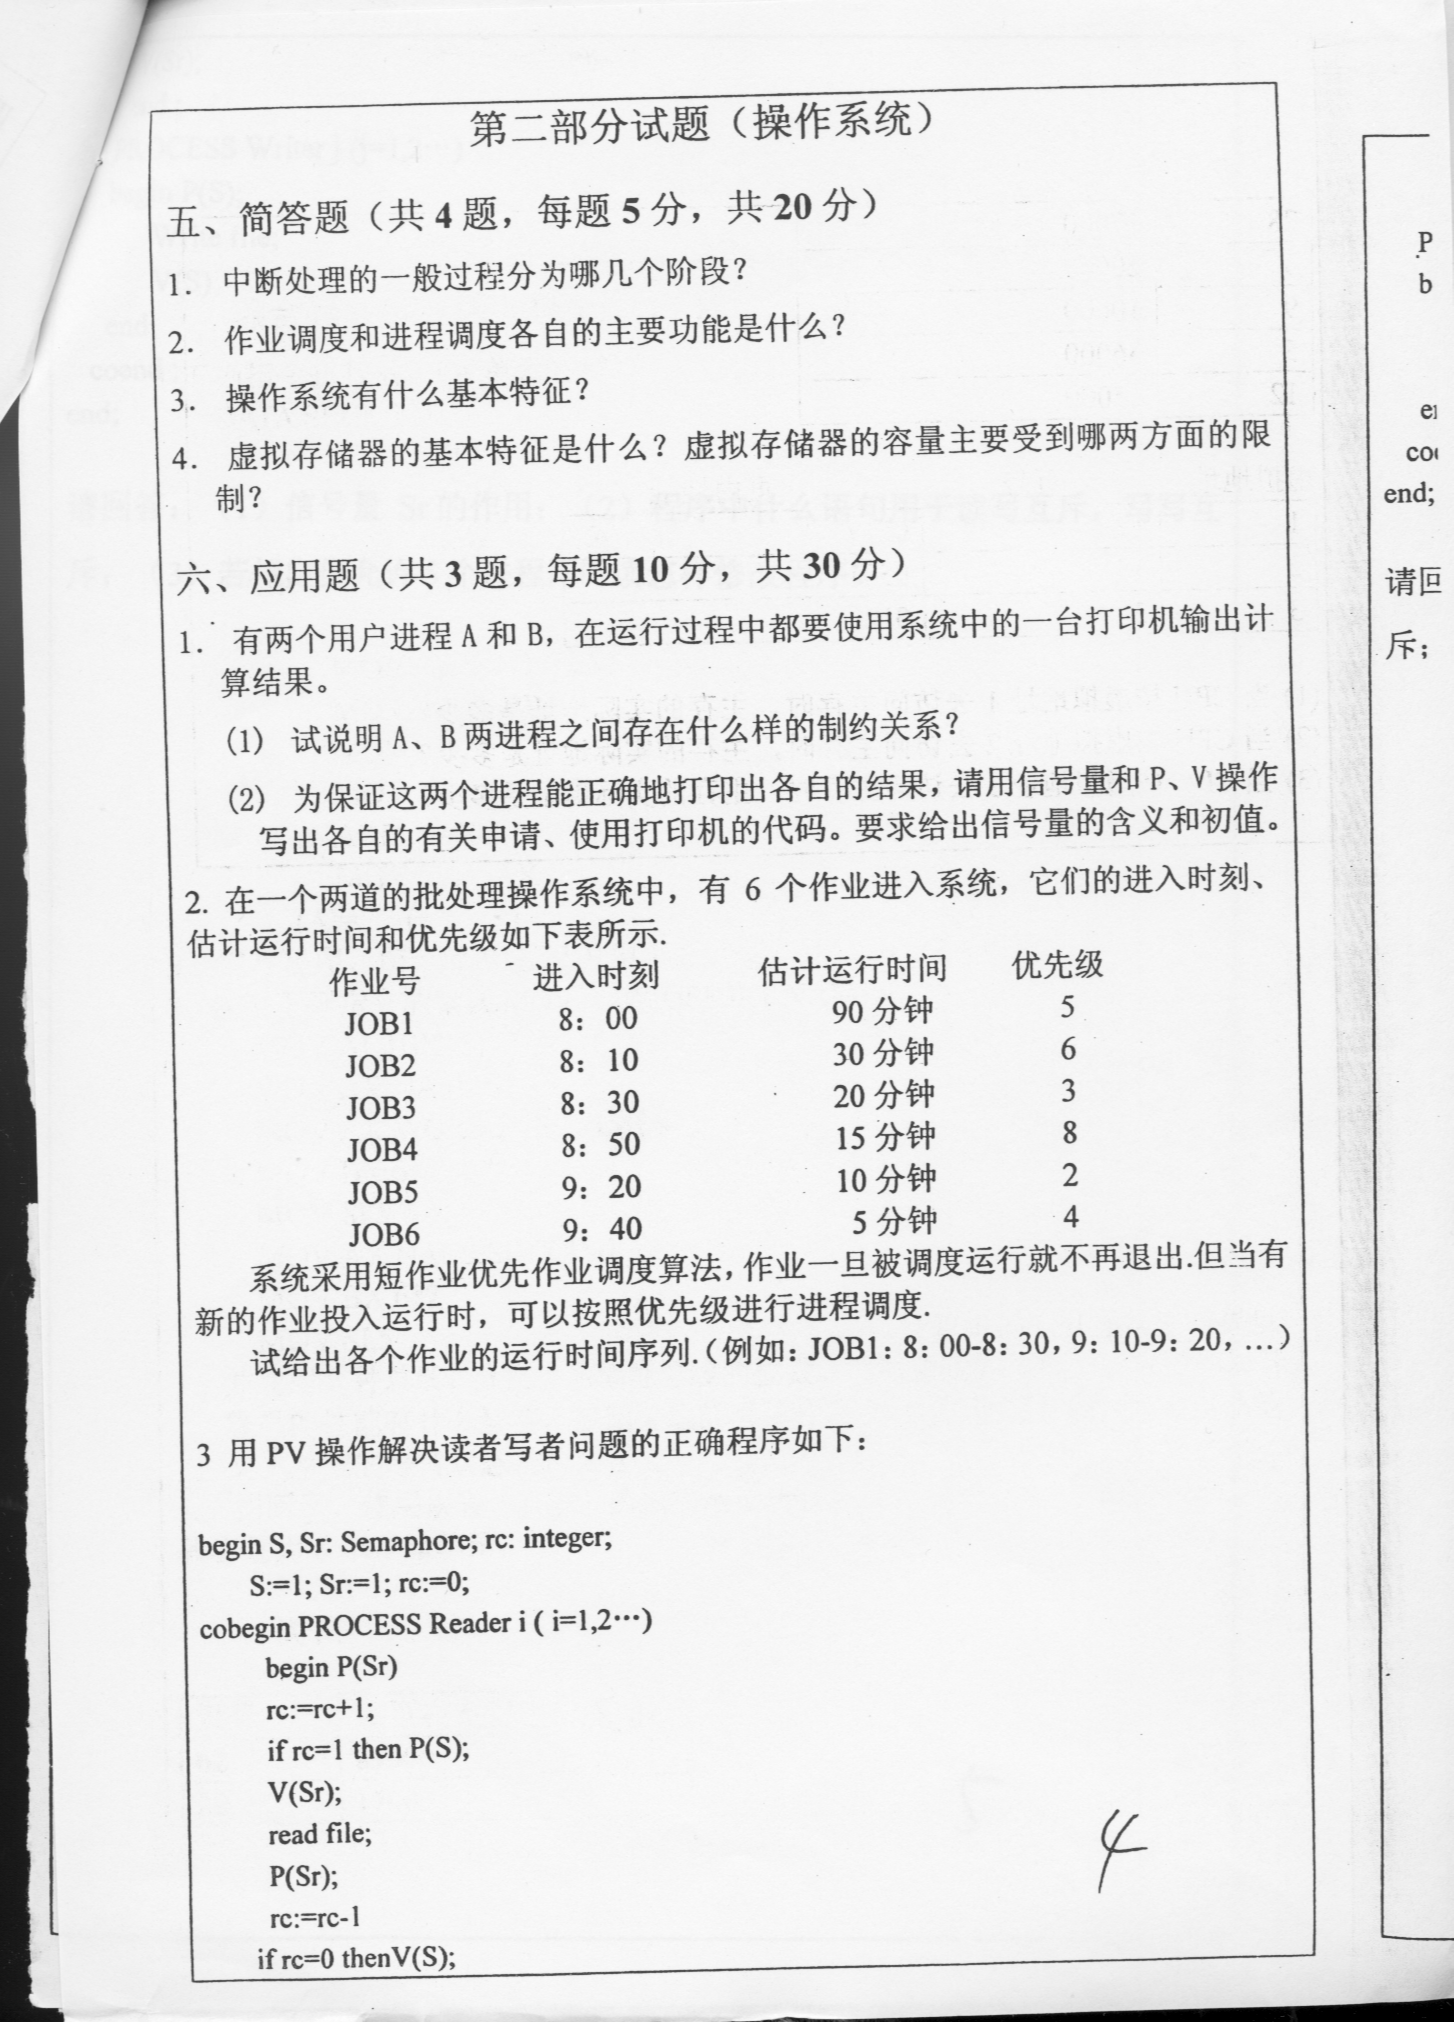 第二部分试题（操作系统）
五、简答题（共 4 题，每题 5 分，共 20 分）
1. 中断处理的一般过程分为哪几个阶段？
2. 作业调度和进程调度各自的主要功能是什么？
3. 操作系统有什么基本特征？
4. 虚拟存储器的基本特征是什么？虚拟存储器的容量主要受到哪两方面的限
制？
六、应用题（共 3 题，每题 10 分，共 30 分）
1. 有两个用户进程 A 和 B，在运行过程中都要使用系统中的一台打印机输出计
算结果。
(1) 试说明 A、B 两进程之间存在什么样的制约关系？
(2) 为保证这两个进程能正确地打印出各自的结果，请用信号量和 P、V 操作
写出各自的有关申请、使用打印机的代码。要求给出信号量的含义和初值。
2. 在一个两道的批处理操作系统中，有 6 个作业进入系统，它们的进入时刻、
估计运行时间和优先级如下表所示.
作业号 进入时刻 估计运行时间 优先级
JOB1 8：00 90 分钟 5
JOB2 8：10 30 分钟 6
JOB3 8：30 20 分钟 3
JOB4 8：50 15 分钟 8
JOB5 9：20 10 分钟 2
JOB6 9：40 5 分钟 4
系统采用短作业优先作业调度算法，作业一旦被调度运行就不再退出.但当有
新的作业投入运行时，可以按照优先级进行进程调度.
试给出各个作业的运行时间序列.（例如：JOB1：8：00-8：30，9：10-9：20，…）
3 用 PV 操作解决读者写者问题的正确程序如下：
begin S, Sr: Semaphore; rc: integer;
S:=1; Sr:=1; rc:=0;
cobegin PROCESS Reader i ( i=1,2…)
begin P(Sr)
rc:=rc+1;
if rc=1 then P(S);
V(Sr);
read file;
P(Sr);
rc:=rc-1
if rc=0 thenV(S);
4
P
b
end;
请回
斥；